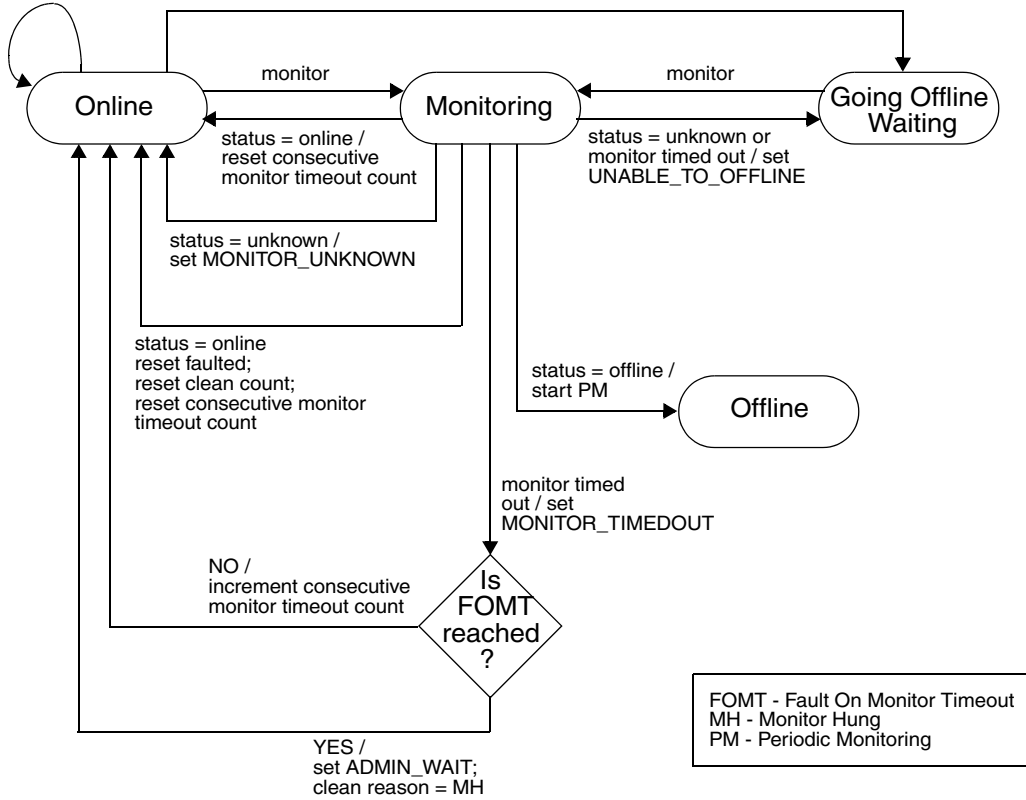 monitor
monitor
Online
Monitoring
Going Offline
Waiting
status = online /
reset consecutive
monitor timeout count
status = unknown or
monitor timed out / set
UNABLE_TO_OFFLINE
status = unknown /
set MONITOR_UNKNOWN
status = online
reset faulted;
reset clean count;
reset consecutive monitor
timeout count
status = offline /
start PM
Offline
monitor timed
out / set
MONITOR_TIMEDOUT
NO /
increment consecutive
monitor timeout count
Is
FOMT
reached
?
YES /
set ADMIN_WAIT;
clean reason = MH
FOMT - Fault On Monitor Timeout
MH - Monitor Hung
PM - Periodic Monitoring